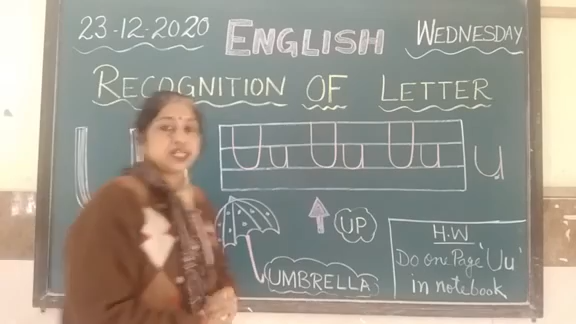 23-12-2020 ENGLISH WEDNESDAY
RECOGNITION OF LETTER
U Uu Uu Uu u
UP
UMBRELLA
H.W
Do on Page 'Uu'
in notebook